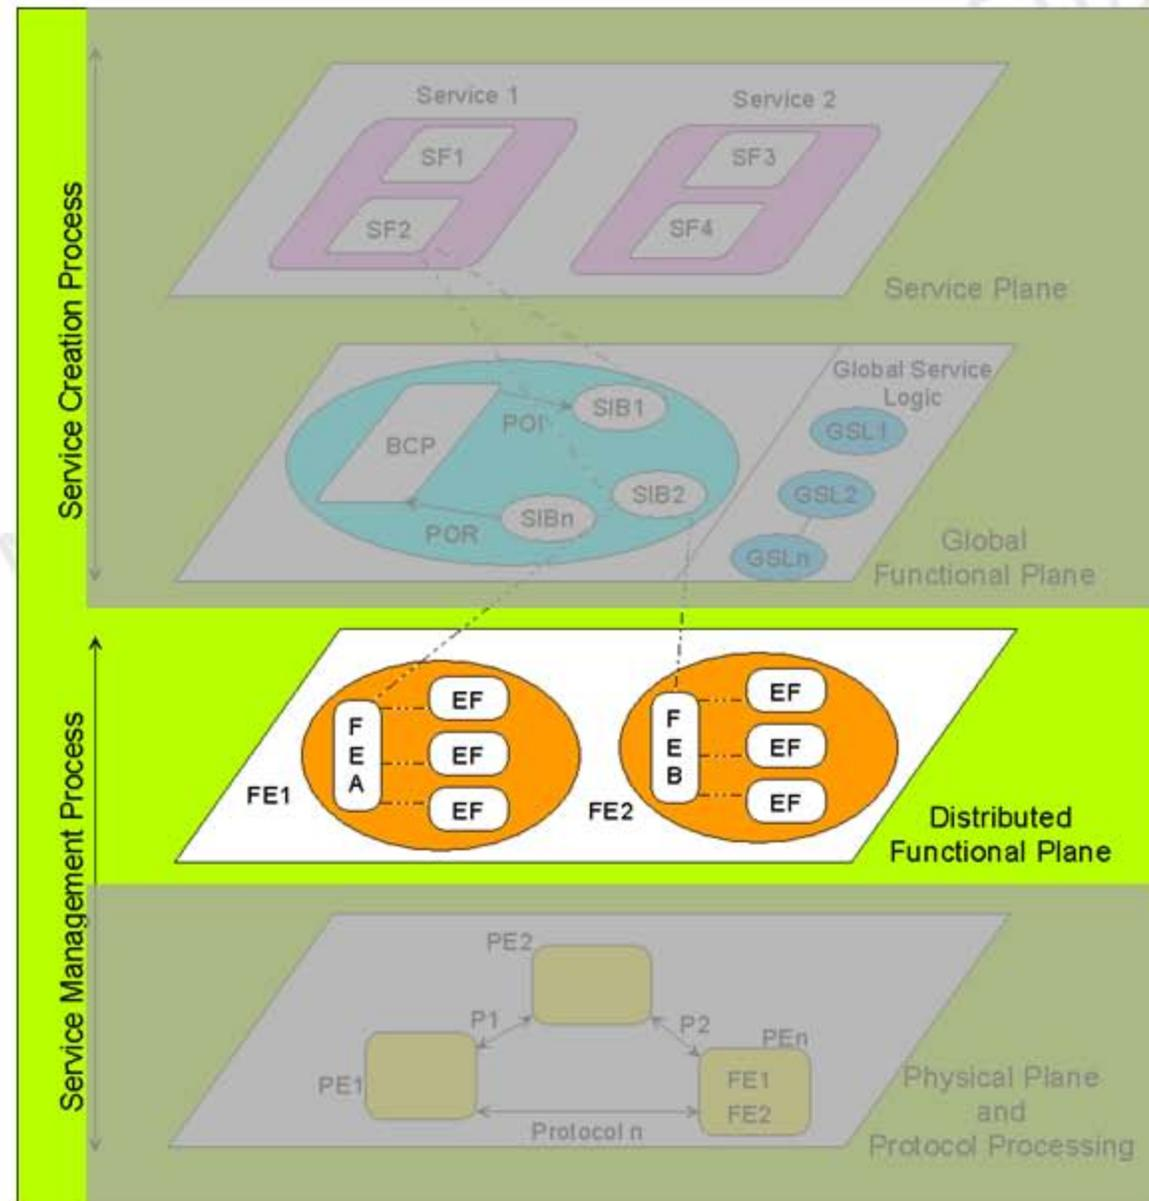 Service Creation Process
Service 1
Service 2
SF1
SF3
SF2
SF4
Service Plane
Global Service
Logic
SIB1
POI
GSL1
BCP
SIB2
GSL2
SIBn
POR
GSLn
Global
Functional Plane
Service Management Process
EF
EF
F
E
A
F
E
B
EF
EF
FE1
EF
FE2
EF
Distributed
Functional Plane
PE2
P1
P2
PEn
PE1
FE1
FE2
Protocol n
Physical Plane
and
Protocol Processing